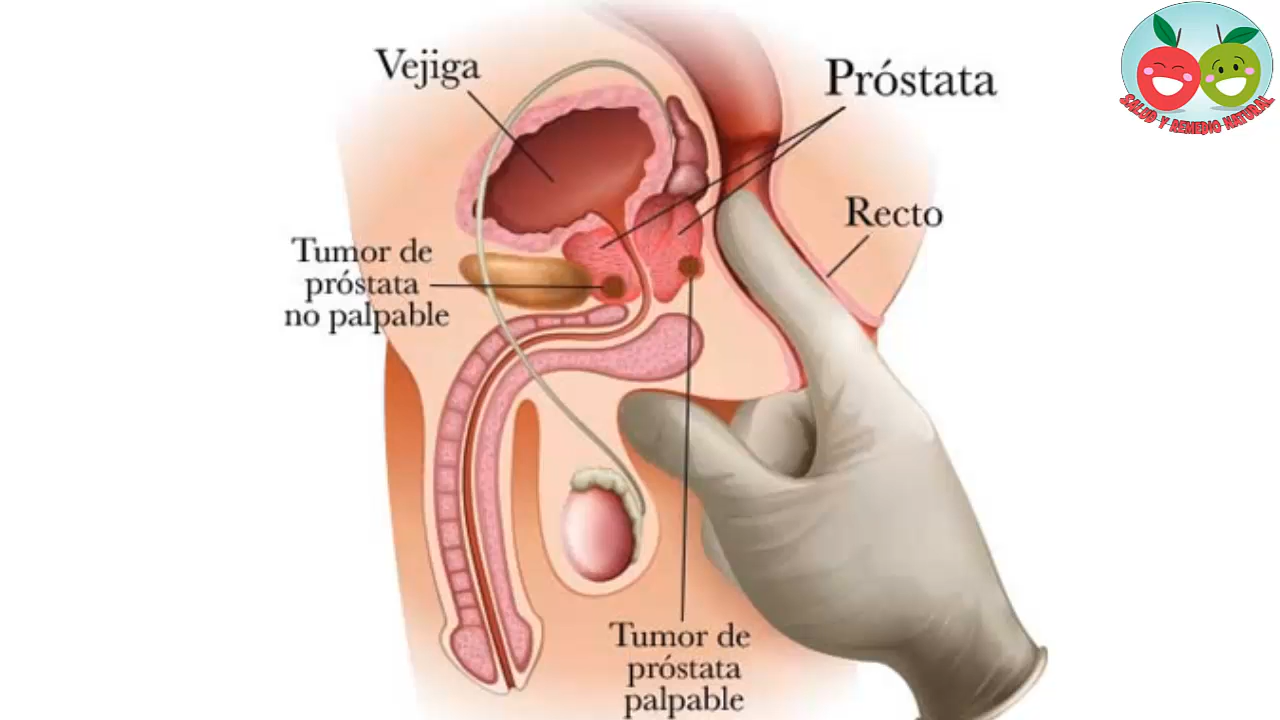 Vejiga
Próstata
SALUD Y REMEDIO NATURAL
Recto
Tumor de
próstata
no palpable
Tumor de
próstata
palpable